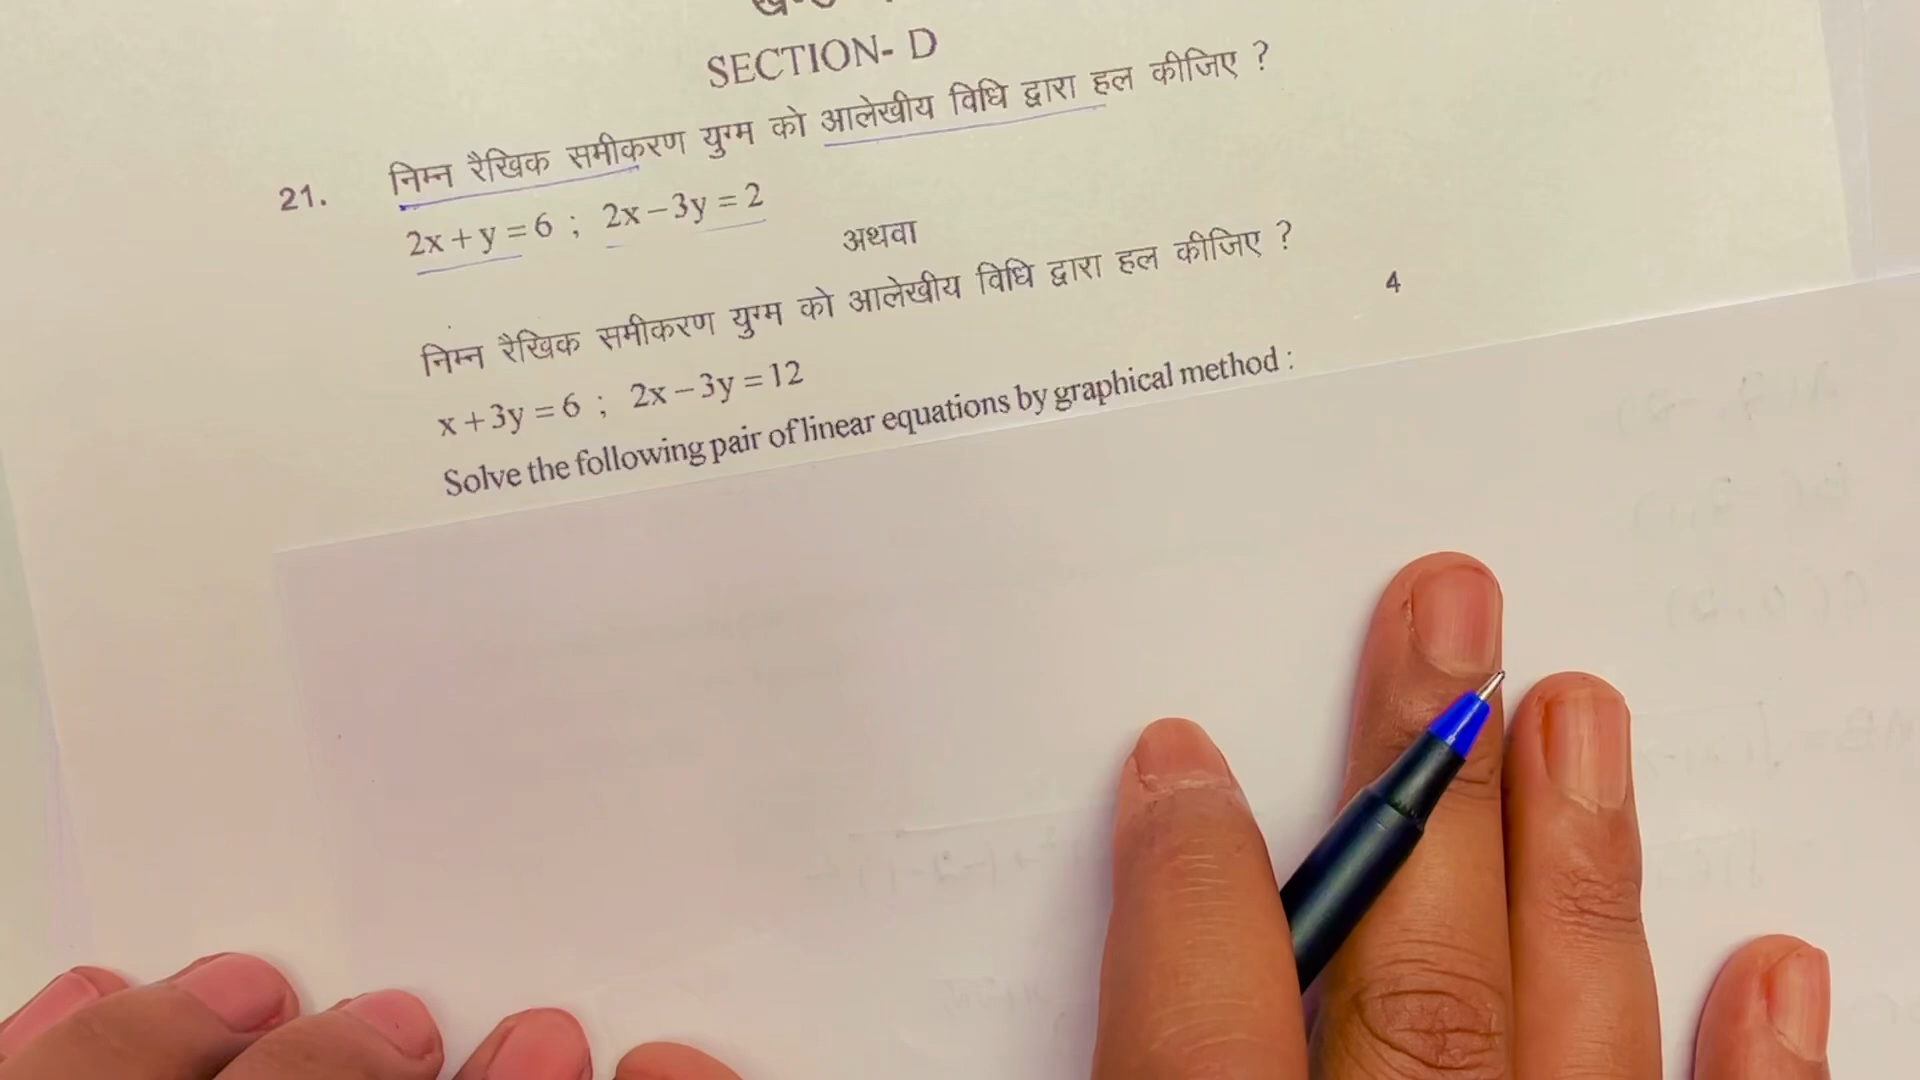 SECTION- D
21. निम्न रैखिक समीकरण युग्म को आलेखीय विधि द्वारा हल कीजिए ?
2x + y = 6 ; 2x – 3y = 2
अथवा
निम्न रैखिक समीकरण युग्म को आलेखीय विधि द्वारा हल कीजिए ?
4
x + 3y = 6 ; 2x – 3y = 12
Solve the following pair of linear equations by graphical method :